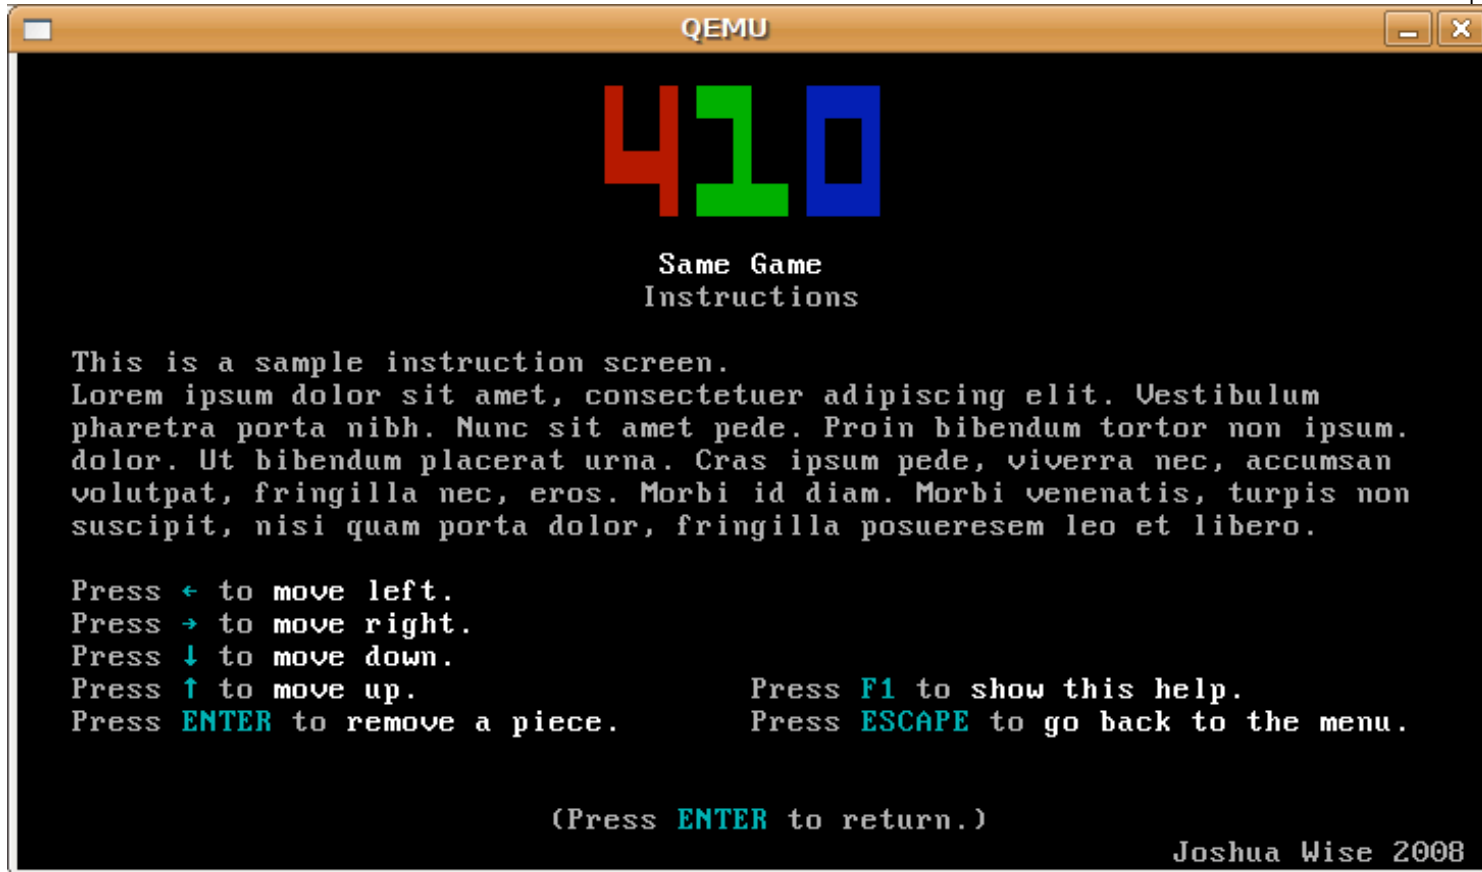 QEMU
410
Same Game
Instructions
This is a sample instruction screen.
Lorem ipsum dolor sit amet, consectetuer adipiscing elit. Vestibulum
pharetra porta nibh. Nunc sit amet pede. Proin bibendum tortor non ipsum.
dolor. Ut bibendum placerat urna. Cras ipsum pede, viverra nec, accumsan
volutpat, fringilla nec, eros. Morbi id diam. Morbi venenatis, turpis non
suscipit, nisi quam porta dolor, fringilla posueresem leo et libero.
Press ← to move left.
Press → to move right.
Press ↓ to move down.
Press ↑ to move up.
Press ENTER to remove a piece.
Press F1 to show this help.
Press ESCAPE to go back to the menu.
(Press ENTER to return.)
Joshua Wise 2008